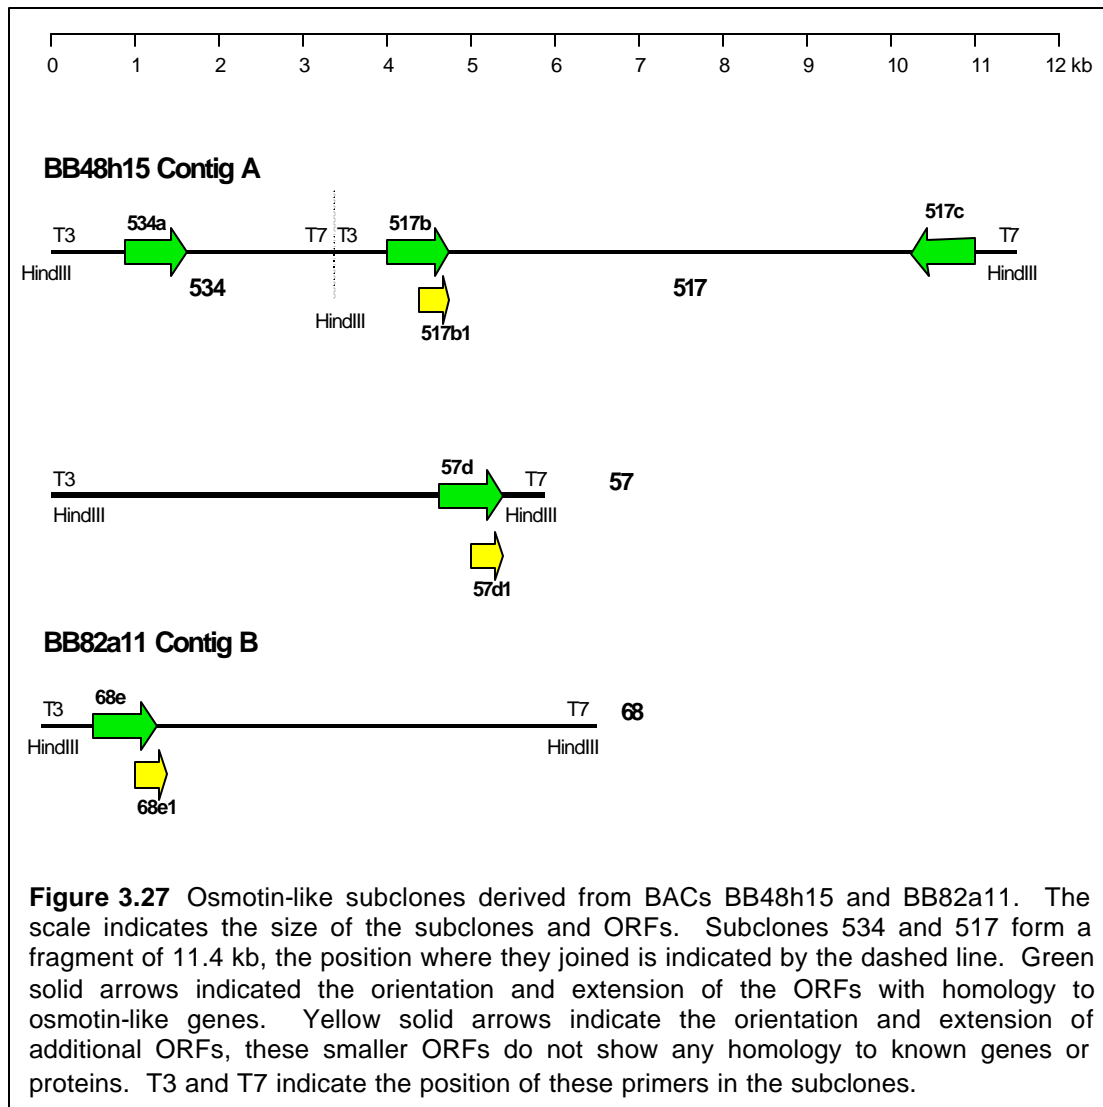 0 1 2 3 4 5 6 7 8 9 10 11 12 kb
BB48h15 Contig A
534a 517b 517c
T3 T7 T3 T7
HindIII 534 517 HindIII
HindIII
517b1
57d
T3 T7 57
HindIII HindIII
57d1
BB82a11 Contig B
68e
T3 T7 68
HindIII HindIII
68e1
Figure 3.27 Osmotin-like subclones derived from BACs BB48h15 and BB82a11. The
scale indicates the size of the subclones and ORFs. Subclones 534 and 517 form a
fragment of 11.4 kb, the position where they joined is indicated by the dashed line. Green
solid arrows indicated the orientation and extension of the ORFs with homology to
osmotin-like genes. Yellow solid arrows indicate the orientation and extension of
additional ORFs, these smaller ORFs do not show any homology to known genes or
proteins. T3 and T7 indicate the position of these primers in the subclones.